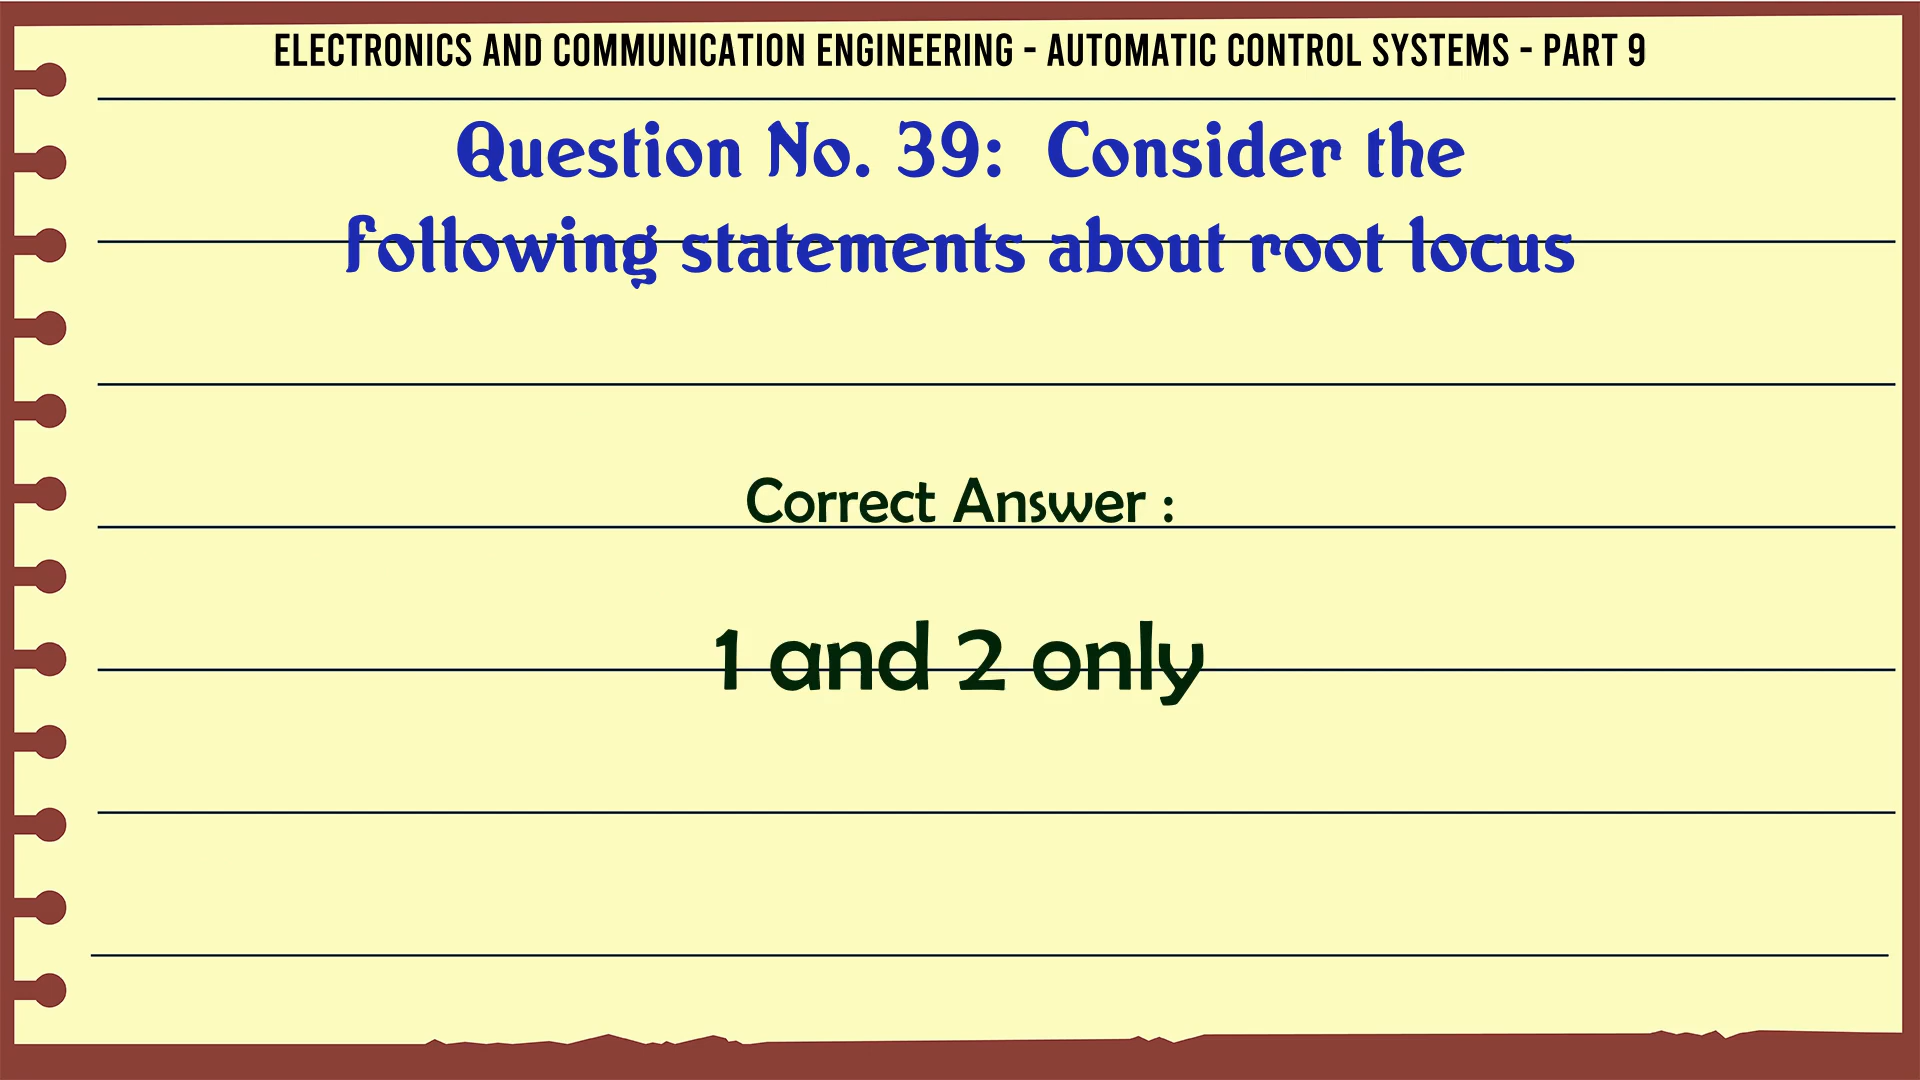 ELECTRONICS AND COMMUNICATION ENGINEERING - AUTOMATIC CONTROL SYSTEMS - PART 9
Question No. 39: Consider the
following statements about root locus
Correct Answer :
1 and 2 only